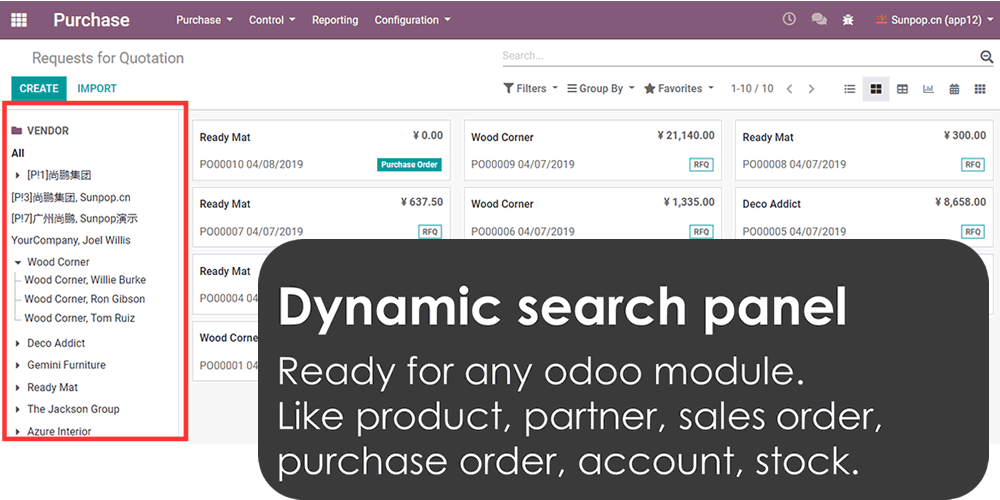 Purchase Purchase Control Reporting Configuration Sunpop.cn (app12)
Requests for Quotation Search...
CREATE IMPORT Filters Group By Favorites 1-10 / 10
VENDOR
All
[P!1]尚鹏集团
[P!3]尚鹏集团, Sunpop.cn
[P!7]广州尚鹏, Sunpop演示
YourCompany, Joel Willis
Wood Corner
Wood Corner, Willie Burke
Wood Corner, Ron Gibson
Wood Corner, Tom Ruiz
Deco Addict
Gemini Furniture
Ready Mat
The Jackson Group
Azure Interior
Ready Mat ¥ 0.00
PO00010 04/08/2019 Purchase Order
Wood Corner ¥ 21,140.00
PO00009 04/07/2019 RFQ
Ready Mat ¥ 300.00
PO00008 04/07/2019 RFQ
Ready Mat ¥ 637.50
PO00007 04/07/2019 RFQ
Wood Corner ¥ 1,335.00
PO00006 04/07/2019 RFQ
Deco Addict ¥ 8,658.00
PO00005 04/07/2019 RFQ
Ready Mat
PO00004 04
Wood Corne
PO00001 04
Dynamic search panel
Ready for any odoo module.
Like product, partner, sales order,
purchase order, account, stock.